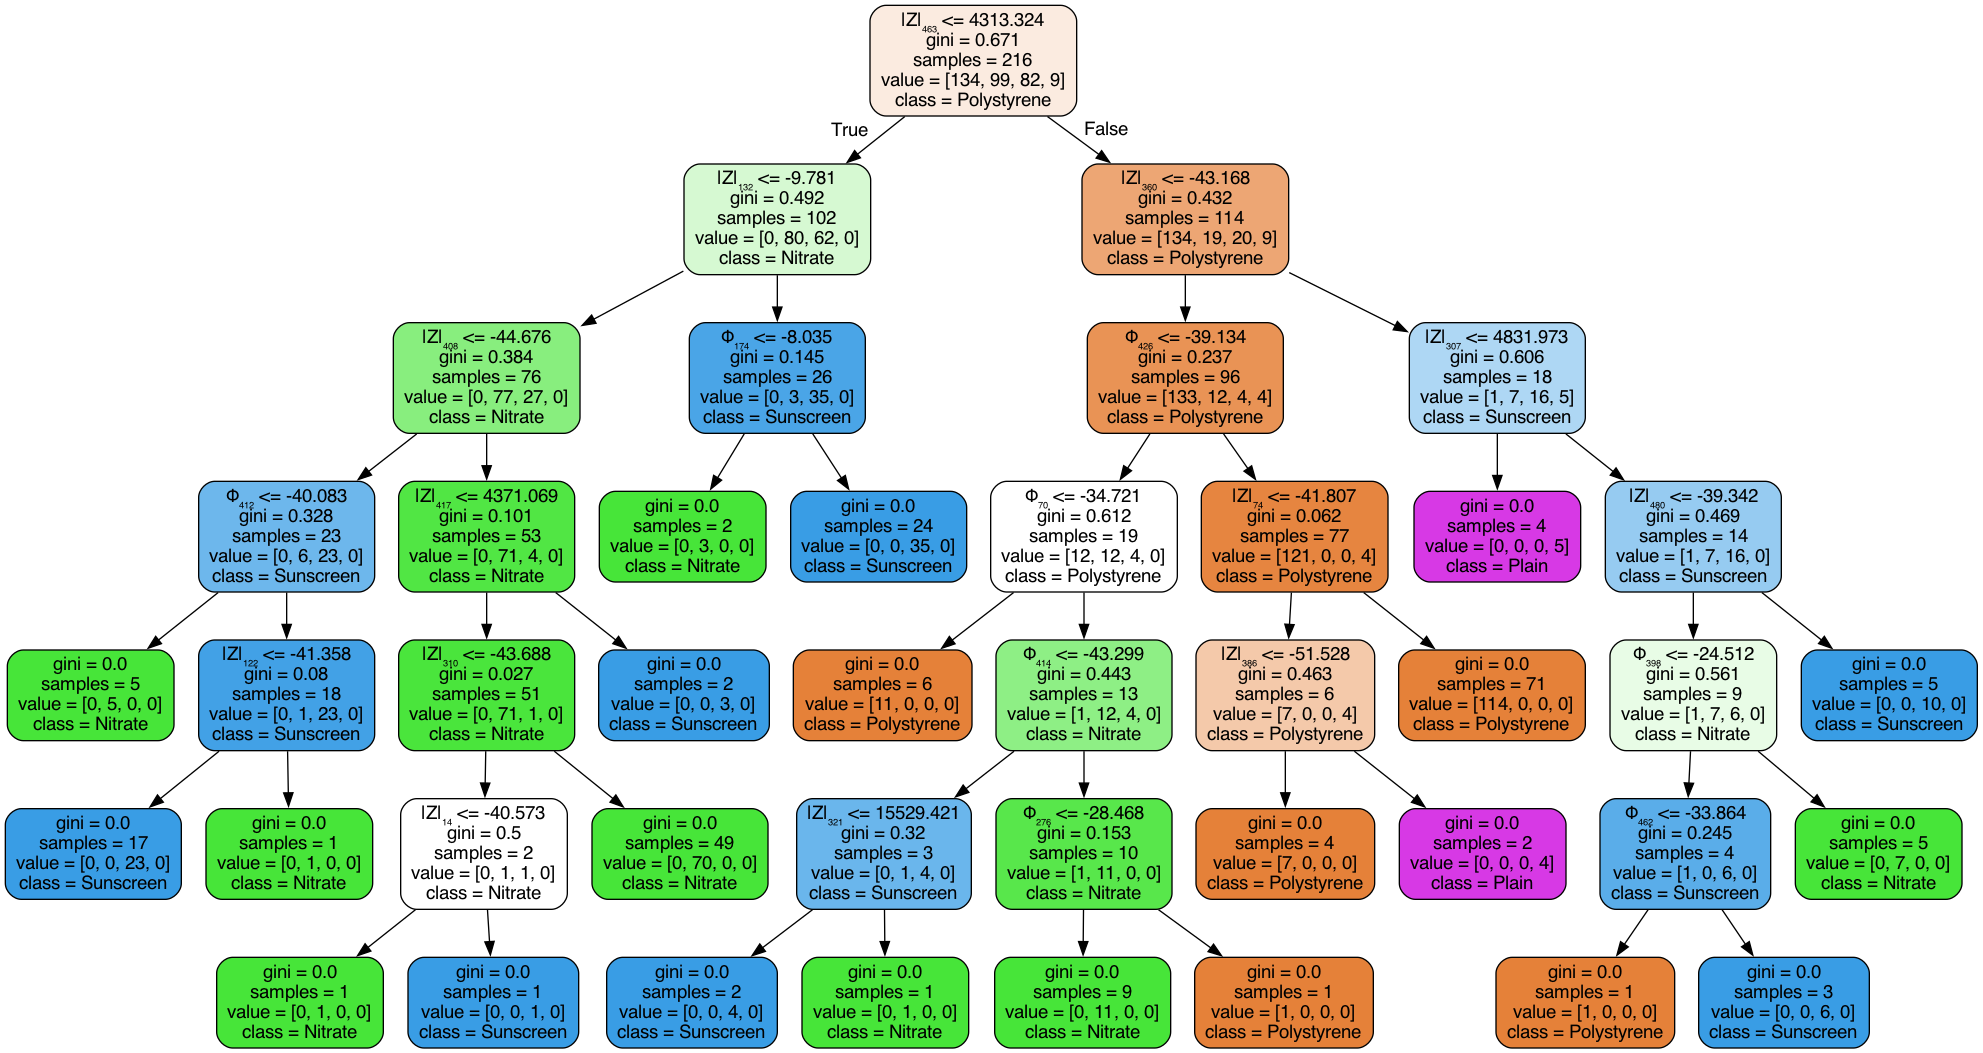 |Z|₄₆₃ <= 4313.324
gini = 0.671
samples = 216
value = [134, 99, 82, 9]
class = Polystyrene
True
False
|Z|₁₃₂ <= -9.781
gini = 0.492
samples = 102
value = [0, 80, 62, 0]
class = Nitrate
|Z|₃₆₀ <= -43.168
gini = 0.432
samples = 114
value = [134, 19, 20, 9]
class = Polystyrene
|Z|₄₀₈ <= -44.676
gini = 0.384
samples = 76
value = [0, 77, 27, 0]
class = Nitrate
Φ₁₇₄ <= -8.035
gini = 0.145
samples = 26
value = [0, 3, 35, 0]
class = Sunscreen
Φ₄₂₆ <= -39.134
gini = 0.237
samples = 96
value = [133, 12, 4, 4]
class = Polystyrene
|Z|₃₀₇ <= 4831.973
gini = 0.606
samples = 18
value = [1, 7, 16, 5]
class = Sunscreen
Φ₄₁₂ <= -40.083
gini = 0.328
samples = 23
value = [0, 6, 23, 0]
class = Sunscreen
|Z|₄₁₇ <= 4371.069
gini = 0.101
samples = 53
value = [0, 71, 4, 0]
class = Nitrate
gini = 0.0
samples = 2
value = [0, 3, 0, 0]
class = Nitrate
gini = 0.0
samples = 24
value = [0, 0, 35, 0]
class = Sunscreen
Φ₇₀ <= -34.721
gini = 0.612
samples = 19
value = [12, 12, 4, 0]
class = Polystyrene
|Z|₇₄ <= -41.807
gini = 0.062
samples = 77
value = [121, 0, 0, 4]
class = Polystyrene
gini = 0.0
samples = 4
value = [0, 0, 0, 5]
class = Plain
|Z|₄₈₀ <= -39.342
gini = 0.469
samples = 14
value = [1, 7, 16, 0]
class = Sunscreen
gini = 0.0
samples = 5
value = [0, 5, 0, 0]
class = Nitrate
|Z|₁₂₂ <= -41.358
gini = 0.08
samples = 18
value = [0, 1, 23, 0]
class = Sunscreen
|Z|₃₁₀ <= -43.688
gini = 0.027
samples = 51
value = [0, 71, 1, 0]
class = Nitrate
gini = 0.0
samples = 2
value = [0, 0, 3, 0]
class = Sunscreen
gini = 0.0
samples = 6
value = [11, 0, 0, 0]
class = Polystyrene
Φ₄₁₄ <= -43.299
gini = 0.443
samples = 13
value = [1, 12, 4, 0]
class = Nitrate
|Z|₃₈₆ <= -51.528
gini = 0.463
samples = 6
value = [7, 0, 0, 4]
class = Polystyrene
gini = 0.0
samples = 71
value = [114, 0, 0, 0]
class = Polystyrene
Φ₃₉₈ <= -24.512
gini = 0.561
samples = 9
value = [1, 7, 6, 0]
class = Nitrate
gini = 0.0
samples = 5
value = [0, 0, 10, 0]
class = Sunscreen
gini = 0.0
samples = 17
value = [0, 0, 23, 0]
class = Sunscreen
gini = 0.0
samples = 1
value = [0, 1, 0, 0]
class = Nitrate
|Z|₁₄ <= -40.573
gini = 0.5
samples = 2
value = [0, 1, 1, 0]
class = Nitrate
gini = 0.0
samples = 49
value = [0, 70, 0, 0]
class = Nitrate
|Z|₃₂₁ <= 15529.421
gini = 0.32
samples = 3
value = [0, 1, 4, 0]
class = Sunscreen
Φ₂₇₆ <= -28.468
gini = 0.153
samples = 10
value = [1, 11, 0, 0]
class = Nitrate
gini = 0.0
samples = 4
value = [7, 0, 0, 0]
class = Polystyrene
gini = 0.0
samples = 2
value = [0, 0, 0, 4]
class = Plain
Φ₄₆₂ <= -33.864
gini = 0.245
samples = 4
value = [1, 0, 6, 0]
class = Sunscreen
gini = 0.0
samples = 5
value = [0, 7, 0, 0]
class = Nitrate
gini = 0.0
samples = 1
value = [0, 1, 0, 0]
class = Nitrate
gini = 0.0
samples = 1
value = [0, 0, 1, 0]
class = Sunscreen
gini = 0.0
samples = 2
value = [0, 0, 4, 0]
class = Sunscreen
gini = 0.0
samples = 1
value = [0, 1, 0, 0]
class = Nitrate
gini = 0.0
samples = 9
value = [0, 11, 0, 0]
class = Nitrate
gini = 0.0
samples = 1
value = [1, 0, 0, 0]
class = Polystyrene
gini = 0.0
samples = 1
value = [1, 0, 0, 0]
class = Polystyrene
gini = 0.0
samples = 3
value = [0, 0, 6, 0]
class = Sunscreen